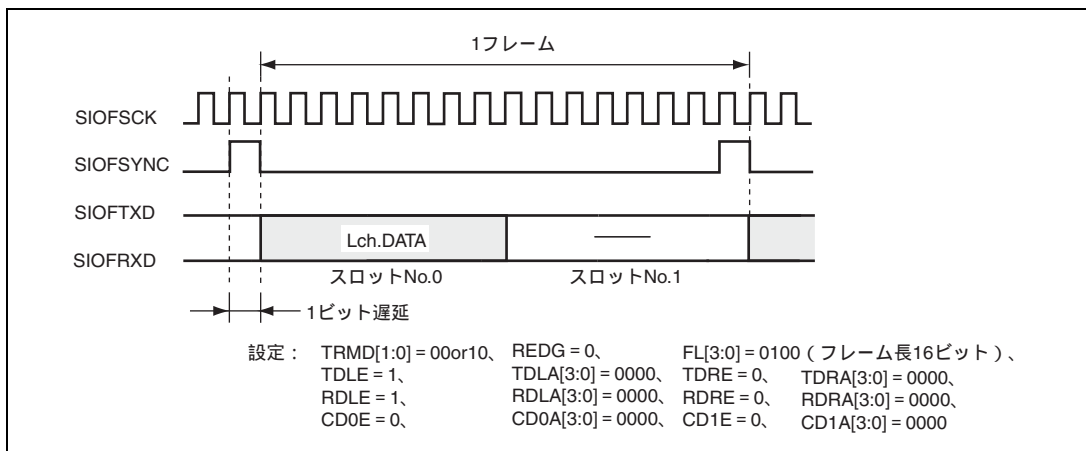 1フレーム
SIOFSCK
SIOFSYNC
SIOFTXD
SIOFRXD
Lch.DATA
スロットNo.0
スロットNo.1
1ビット遅延
設定： TRMD[1:0] = 00or10、 REDG = 0、 FL[3:0] = 0100（フレーム長16ビット）、
TDLE = 1、 TDLA[3:0] = 0000、 TDRE = 0、 TDRA[3:0] = 0000、
RDLE = 1、 RDLA[3:0] = 0000、 RDRE = 0、 RDRA[3:0] = 0000、
CD0E = 0、 CD0A[3:0] = 0000、 CD1E = 0、 CD1A[3:0] = 0000